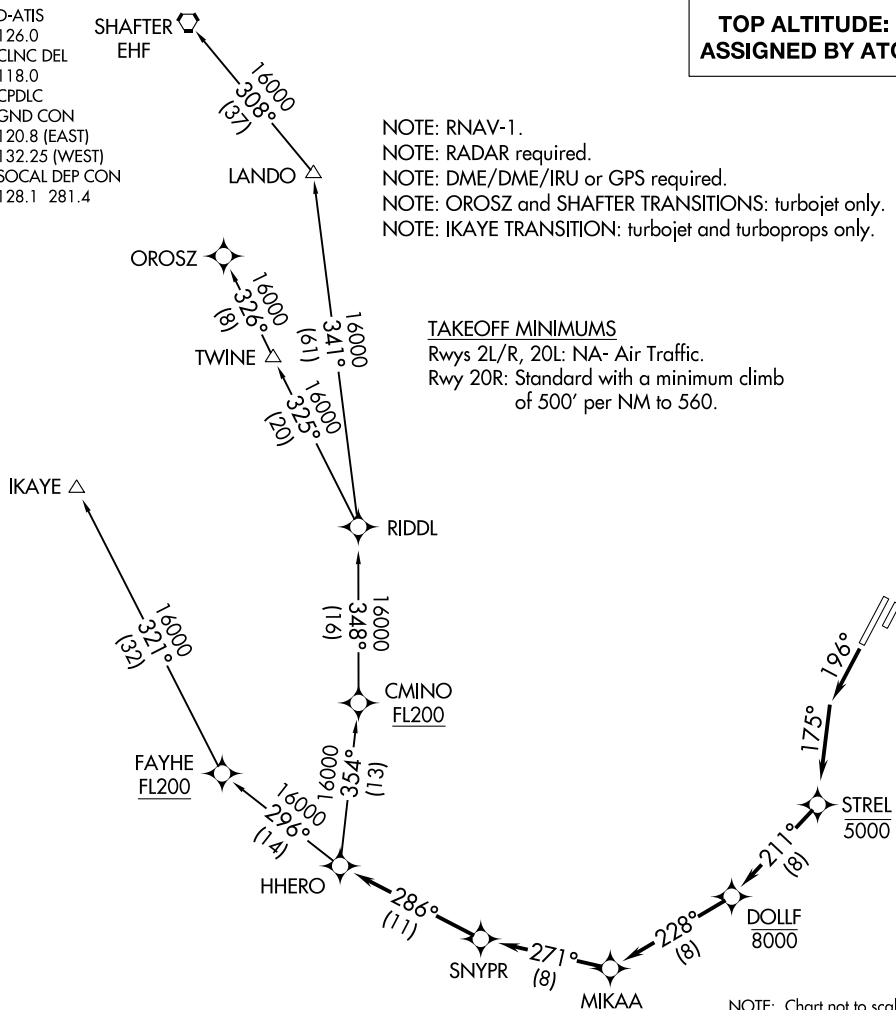 D-ATIS
126.0
CLNC DEL
118.0
CPDLC
GND CON
120.8 (EAST)
132.25 (WEST)
SOCAL DEP CON
128.1 281.4
SHAFTER
EHF
TOP ALTITUDE:
ASSIGNED BY ATC
16000
308°
(37)
LANDO
NOTE: RNAV-1.
NOTE: RADAR required.
NOTE: DME/DME/IRU or GPS required.
NOTE: OROSZ and SHAFTER TRANSITIONS: turbojet only.
NOTE: IKAYE TRANSITION: turbojet and turboprops only.
OROSZ
16000
326°
(8)
16000
341°
(61)
TWINE
16000
325°
(20)
TAKEOFF MINIMUMS
Rwys 2L/R, 20L: NA- Air Traffic.
Rwy 20R: Standard with a minimum climb
of 500' per NM to 560.
IKAYE
RIDDL
16000
321°
(32)
16000
348°
(16)
196°
175°
CMINO
FL200
FAYHE
FL200
16000
354°
(13)
16000
296°
(14)
STREL
5000
211°
(8)
HHERO
DOLLF
8000
286°
(11)
228°
(8)
SNYPR
271°
(8)
MIKAA
NOTE: Chart not to scal